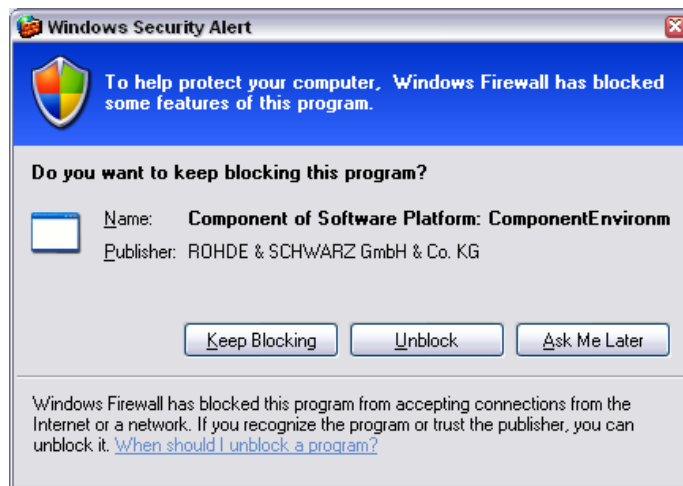 Windows Security Alert
To help protect your computer, Windows Firewall has blocked
some features of this program.
Do you want to keep blocking this program?
Name: Component of Software Platform: ComponentEnvironm
Publisher: ROHDE & SCHWARZ GmbH & Co. KG
Keep Blocking Unblock Ask Me Later
Windows Firewall has blocked this program from accepting connections from the
Internet or a network. If you recognize the program or trust the publisher, you can
unblock it. When should I unblock a program?